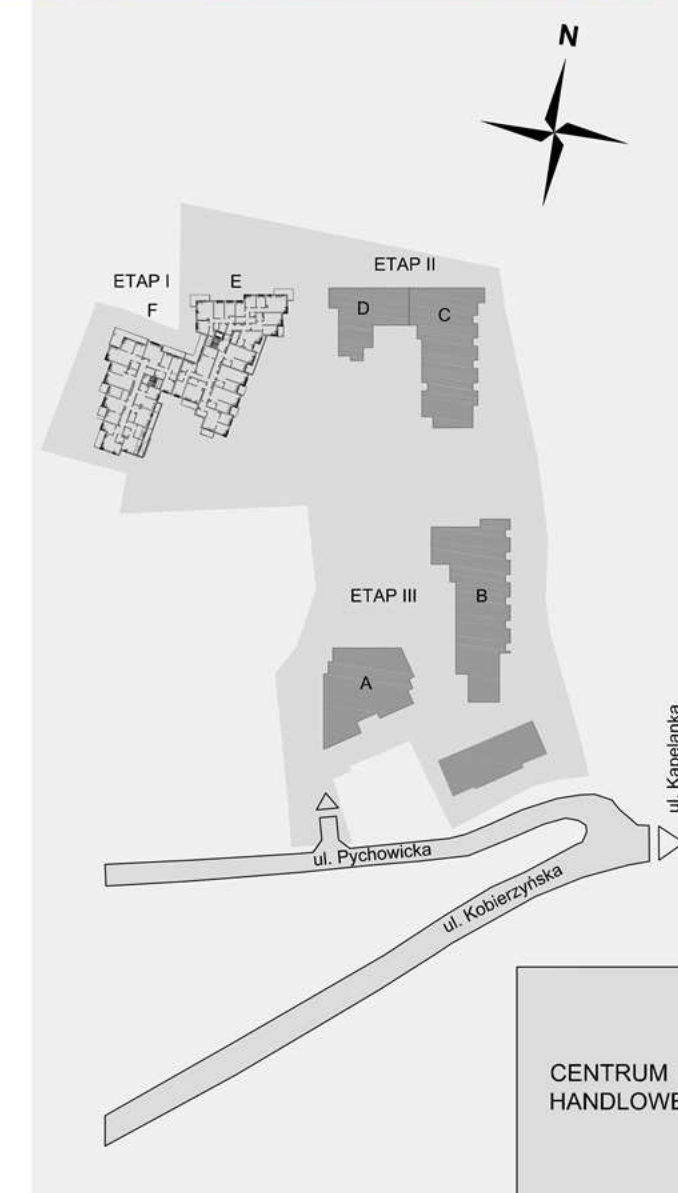 N
ETAP II
ETAP I
E
F
D
C
ETAP III
B
A
ul. Kapelanka
ul. Pychowicka
ul. Kobierzyńska
CENTRUM
HANDLOWE